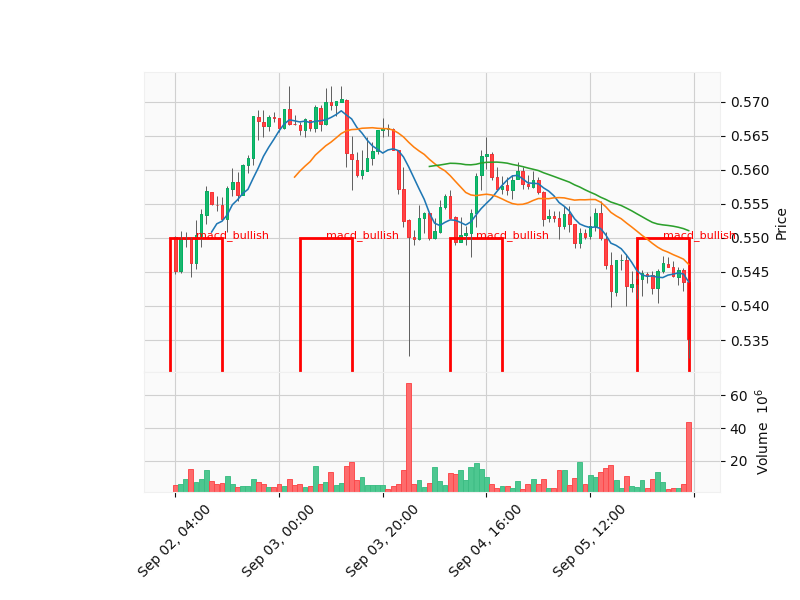 0.570
0.565
0.560
0.555
0.550
0.545
0.540
0.535
Price
macd_bullish
macd_bullish
macd_bullish
macd_bullish
60
40
20
Volume 10^6
Sep 02, 04:00
Sep 03, 00:00
Sep 03, 20:00
Sep 04, 16:00
Sep 05, 12:00